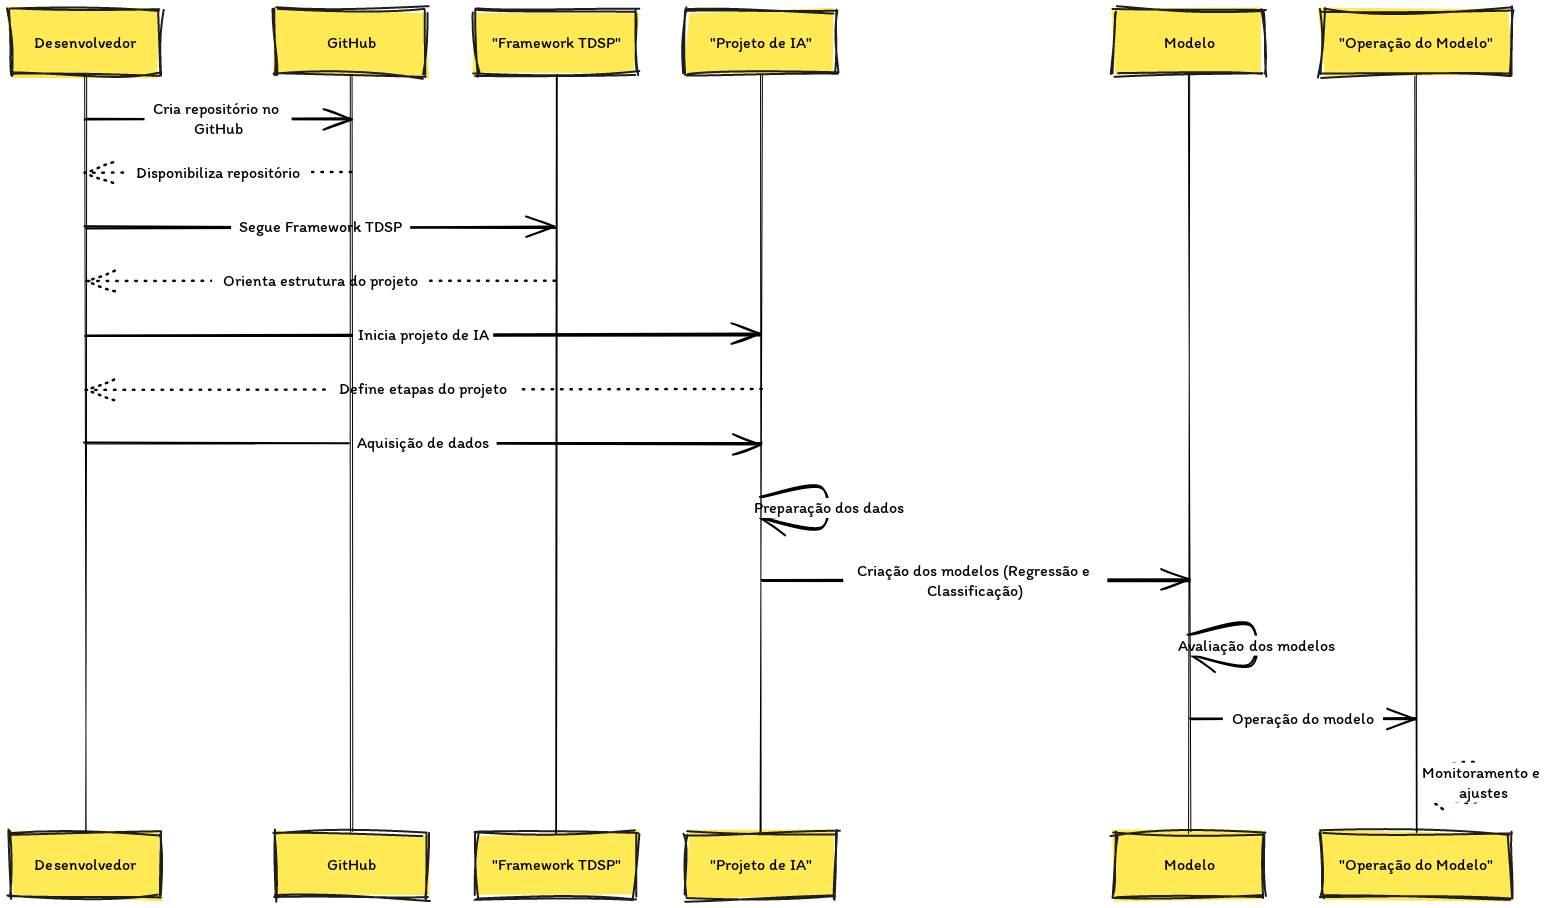 Desenvolvedor
GitHub
"Framework TDSP"
"Projeto de IA"
Modelo
"Operação do Modelo"
Cria repositório no
GitHub
Disponibiliza repositório
Segue Framework TDSP
Orienta estrutura do projeto
Inicia projeto de IA
Define etapas do projeto
Aquisição de dados
Preparação dos dados
Criação dos modelos (Regressão e
Classificação)
Avaliação dos modelos
Operação do modelo
Monitoramento e
ajustes
Desenvolvedor
GitHub
"Framework TDSP"
"Projeto de IA"
Modelo
"Operação do Modelo"